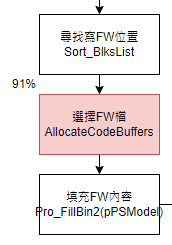 尋找寫FW位置
Sort_BlksList
91%
選擇FW檔
AllocateCodeBuffers
填充FW內容
Pro_FillBin2(pPSModel)